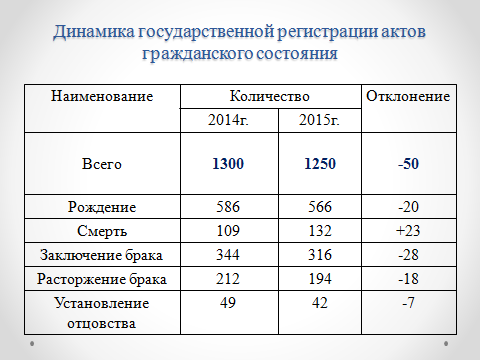 Динамика государственной регистрации актов
гражданского состояния
Наименование Количество Отклонение
2014г. 2015г.
Всего 1300 1250 -50
Рождение 586 566 -20
Смерть 109 132 +23
Заключение брака 344 316 -28
Расторжение брака 212 194 -18
Установление 49 42 -7
отцовства